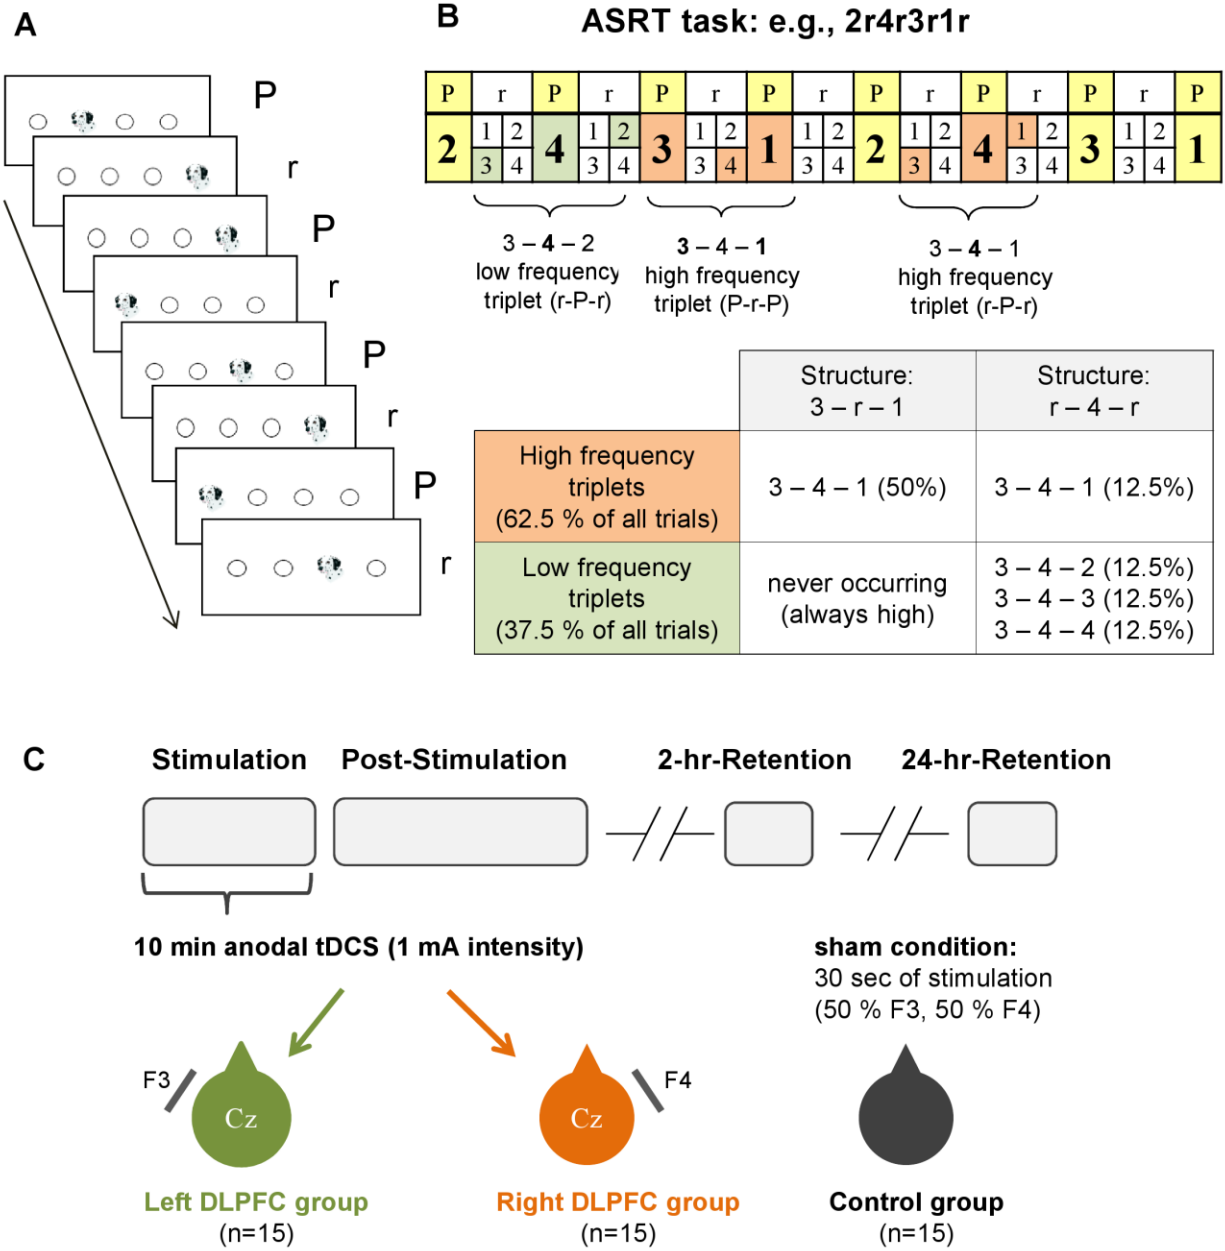 A
P
r
P
r
P
r
P
r
B
ASRT task: e.g., 2r4r3r1r
P r P r P r P r P r P r P r P
2 1 2 3 4 4 1 2 3 4 3 1 2 3 4 1 1 2 3 4 2 1 2 3 4 4 1 2 3 4 3 1 2 3 4 1
3 – 4 – 2
low frequency
triplet (r-P-r)
3 – 4 – 1
high frequency
triplet (P-r-P)
3 – 4 – 1
high frequency
triplet (r-P-r)
Structure:
3 – r – 1
Structure:
r – 4 – r
High frequency
triplets
(62.5 % of all trials)
3 – 4 – 1 (50%)
3 – 4 – 1 (12.5%)
Low frequency
triplets
(37.5 % of all trials)
never occurring
(always high)
3 – 4 – 2 (12.5%)
3 – 4 – 3 (12.5%)
3 – 4 – 4 (12.5%)
C
Stimulation
Post-Stimulation
2-hr-Retention
24-hr-Retention
10 min anodal tDCS (1 mA intensity)
sham condition:
30 sec of stimulation
(50 % F3, 50 % F4)
F3
Cz
Left DLPFC group
(n=15)
F4
Cz
Right DLPFC group
(n=15)
Control group
(n=15)